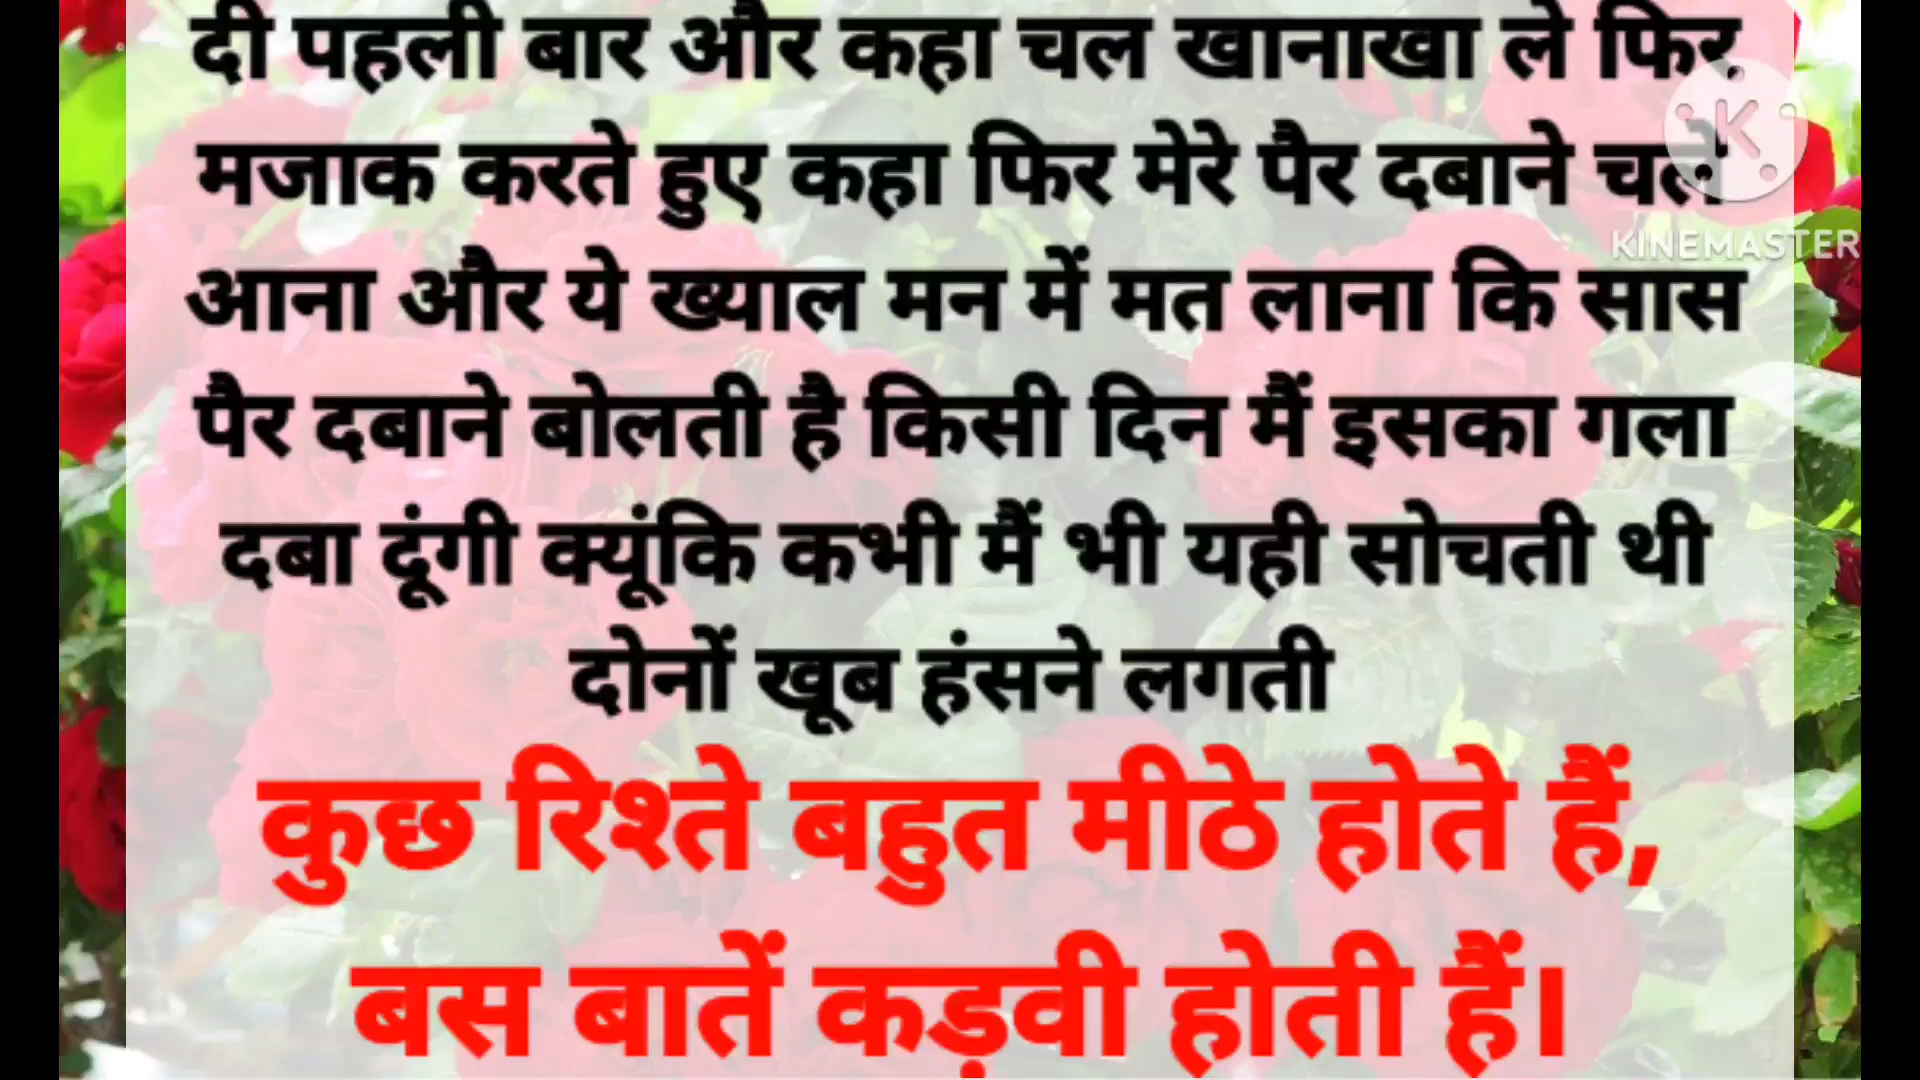 दी पहली बार और कहा चल खानाखा ले फिर
मजाक करते हुए कहा फिर मेरे पैर दबाने चले
आना और ये ख्याल मन में मत लाना कि सास
पैर दबाने बोलती है किसी दिन मैं इसका गला
दबा दूंगी क्यूंकि कभी मैं भी यही सोचती थी
दोनों खूब हंसने लगती
कुछ रिश्ते बहुत मीठे होते हैं,
बस बातें कड़वी होती हैं।
K
KINEMASTER